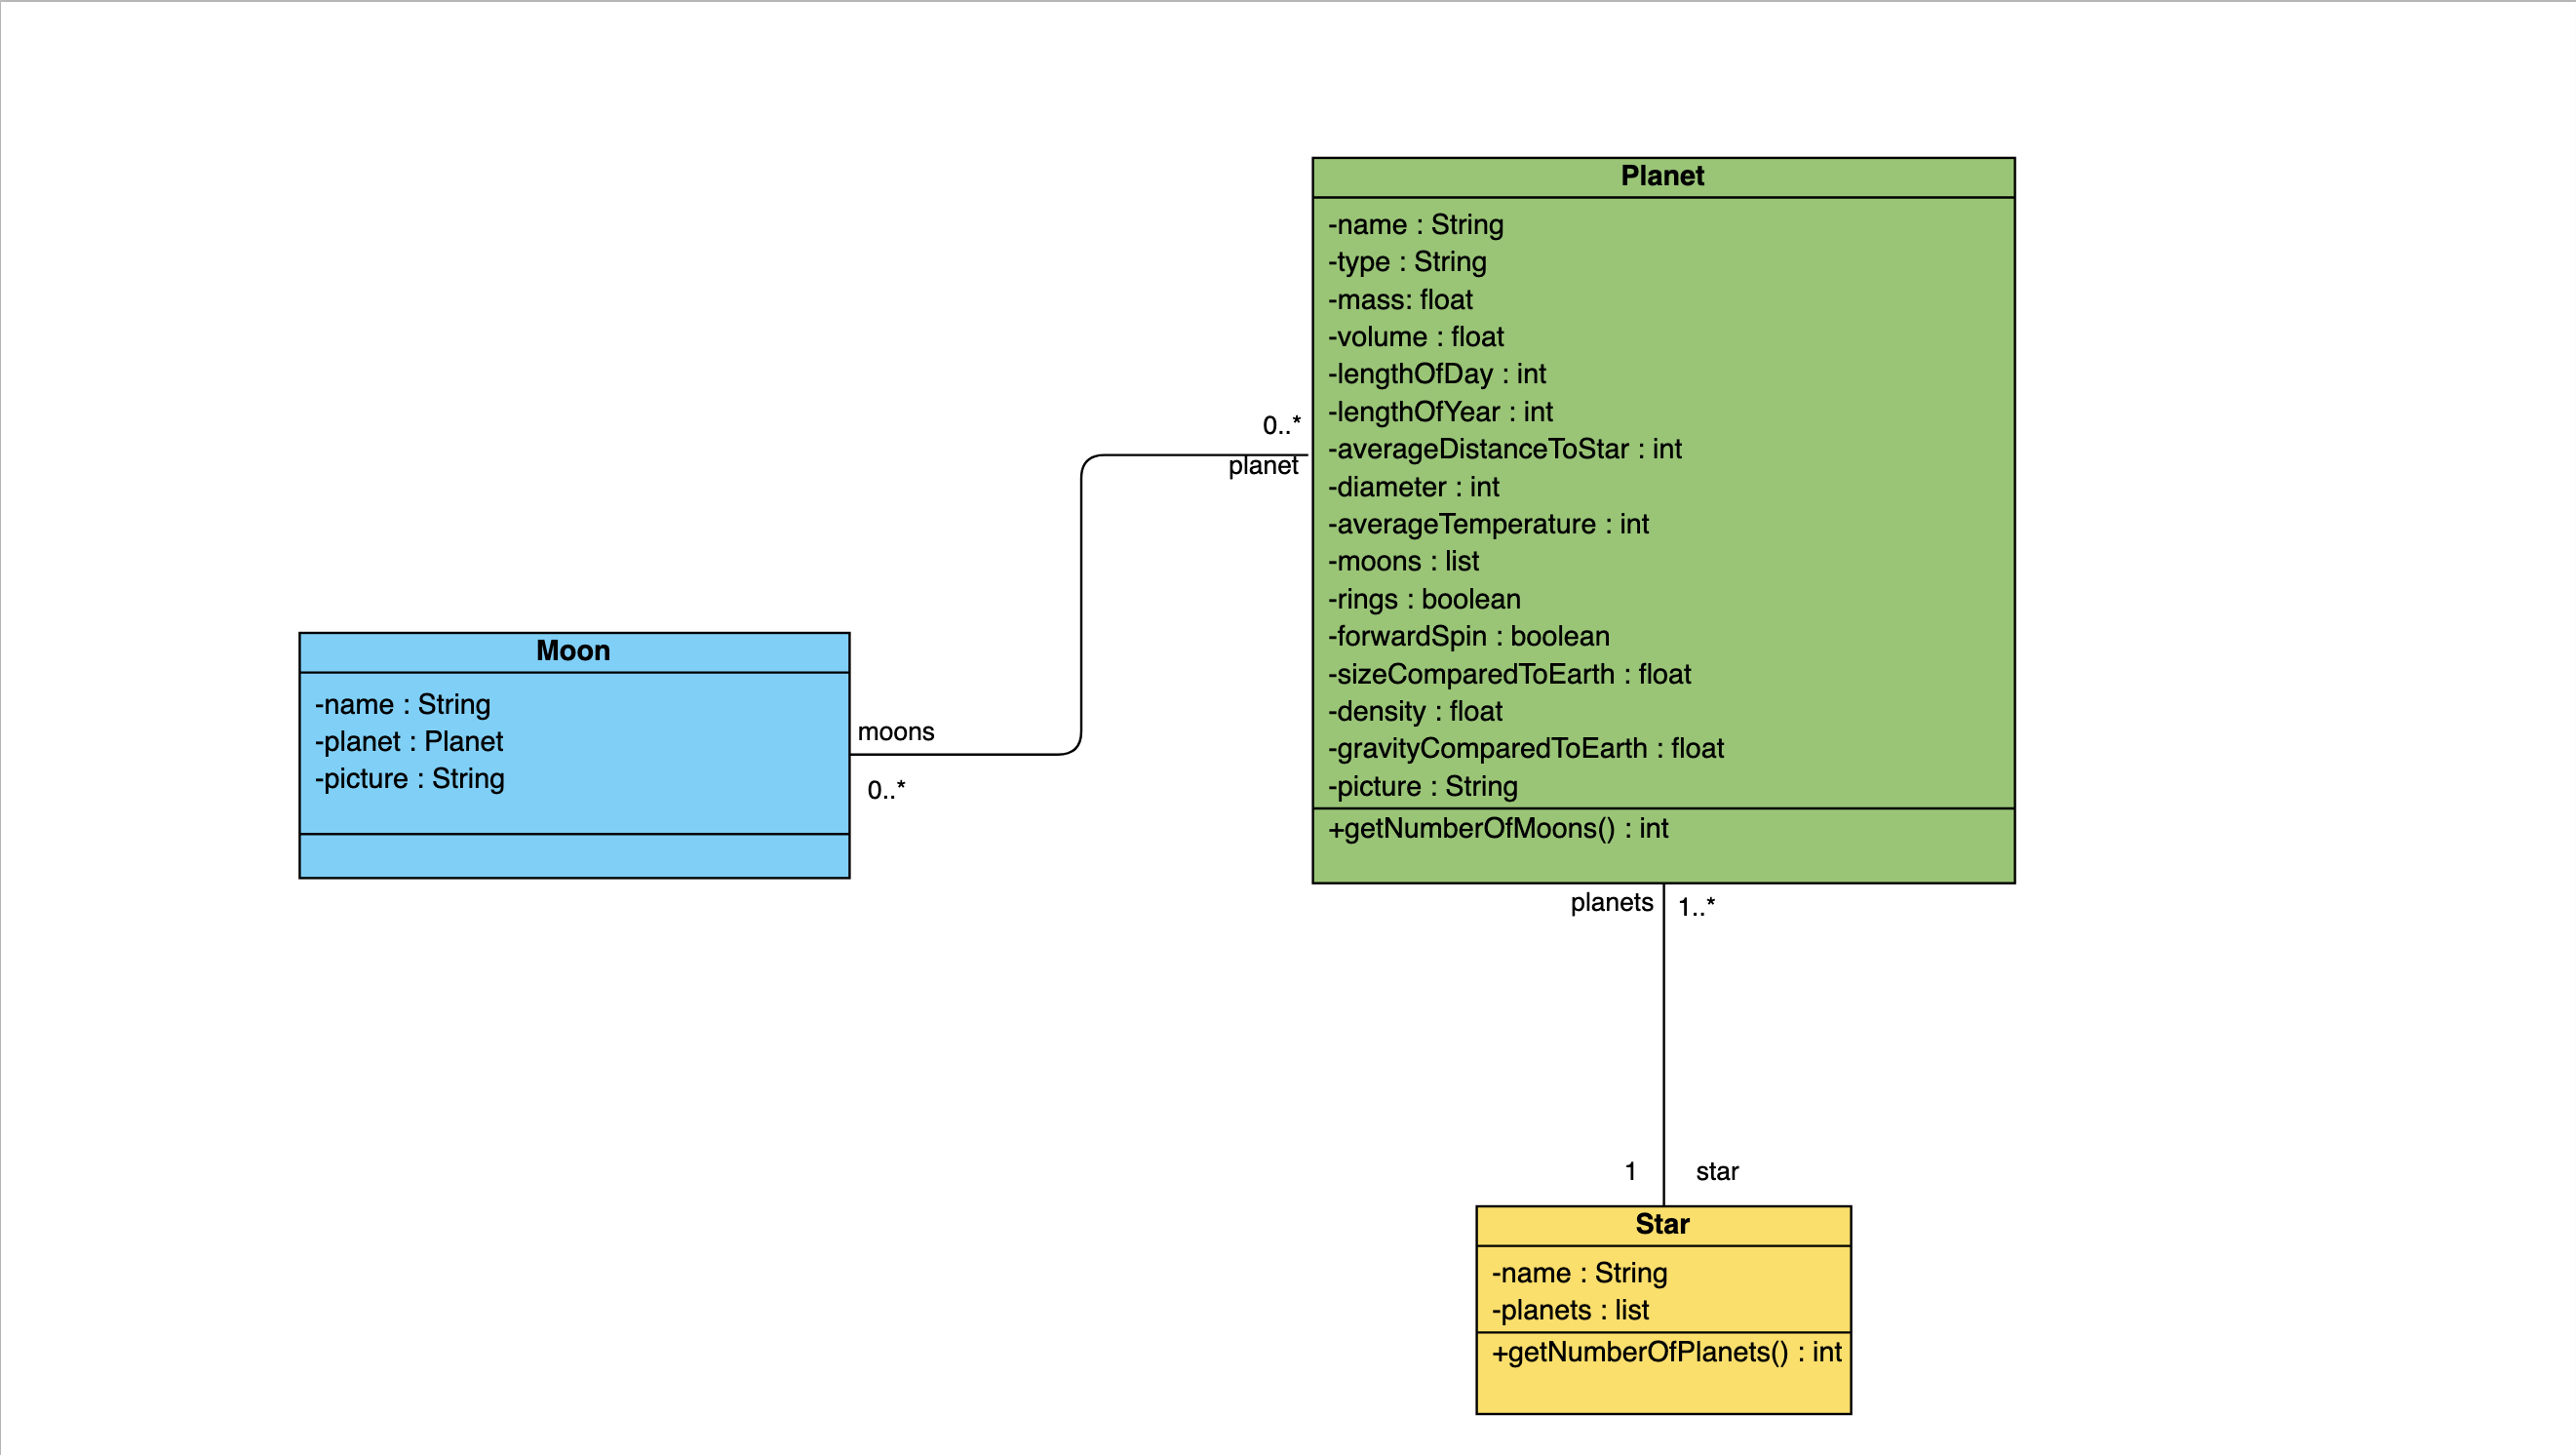 Planet
-name : String
-type : String
-mass: float
-volume : float
-lengthOfDay : int
-lengthOfYear : int
-averageDistanceToStar : int
-diameter : int
-averageTemperature : int
-moons : list
-rings : boolean
-forwardSpin : boolean
-sizeComparedToEarth : float
-density : float
-gravityComparedToEarth : float
-picture : String
+getNumberOfMoons() : int
0..*
planet
Moon
-name : String
-planet : Planet
-picture : String
moons
0..*
planets
1..*
1
star
Star
-name : String
-planets : list
+getNumberOfPlanets() : int